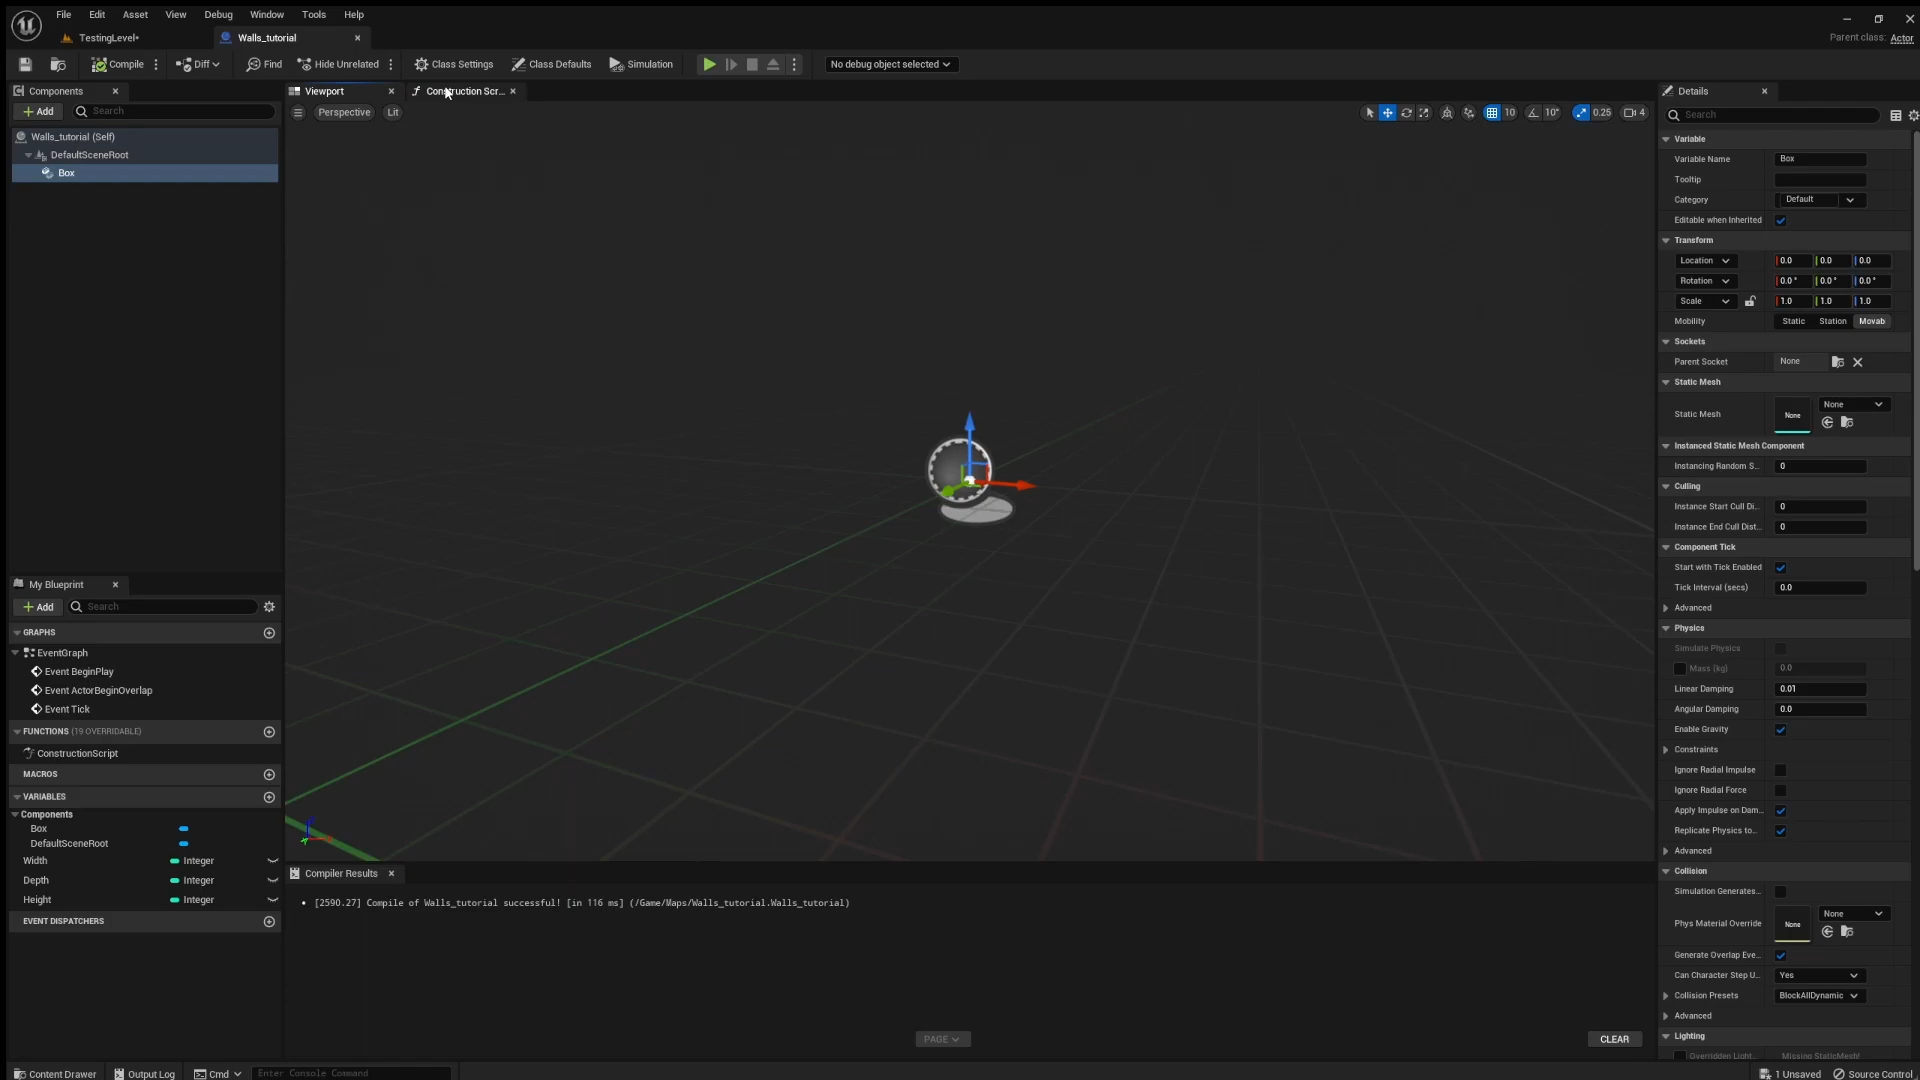 File Edit Asset View Debug Window Tools Help
TestingLevel* Walls_tutorial
Parent class: Actor
Compile Diff Find Hide Unrelated Class Settings Class Defaults Simulation No debug object selected
Components Viewport Construction Scr... Details
Add Search Perspective Lit 10 10° 0.25 4 Search
Walls_tutorial (Self)
DefaultSceneRoot
Box
Variable
Variable Name Box
Tooltip
Category Default
Editable when Inherited
Transform
Location 0.0 0.0 0.0
Rotation 0.0° 0.0° 0.0°
Scale 1.0 1.0 1.0
Mobility Static Station Movab
Sockets
Parent Socket None
Static Mesh
Static Mesh None None
Instanced Static Mesh Component
Instancing Random S... 0
Culling
Instance Start Cull Di... 0
Instance End Cull Dist... 0
Component Tick
Start with Tick Enabled
Tick Interval (secs) 0.0
Advanced
Physics
Simulate Physics
Mass (kg) 0.0
Linear Damping 0.01
Angular Damping 0.0
Enable Gravity
Constraints
Ignore Radial Impulse
Ignore Radial Force
Apply Impulse on Dam...
Replicate Physics to...
Advanced
Collision
Simulation Generates...
Phys Material Override None None
Generate Overlap Eve...
Can Character Step U... Yes
Collision Presets BlockAllDynamic
Advanced
Lighting
Overridden Light... Missing StaticMesh!
My Blueprint
Add Search
GRAPHS
EventGraph
Event BeginPlay
Event ActorBeginOverlap
Event Tick
FUNCTIONS (19 OVERRIDABLE)
ConstructionScript
MACROS
VARIABLES
Components
Box
DefaultSceneRoot
Width Integer
Depth Integer
Height Integer
EVENT DISPATCHERS
Compiler Results
• [2590.27] Compile of Walls_tutorial successful! [in 116 ms] (/Game/Maps/Walls_tutorial.Walls_tutorial)
PAGE CLEAR
Content Drawer Output Log Cmd Enter Console Command 1 Unsaved Source Control